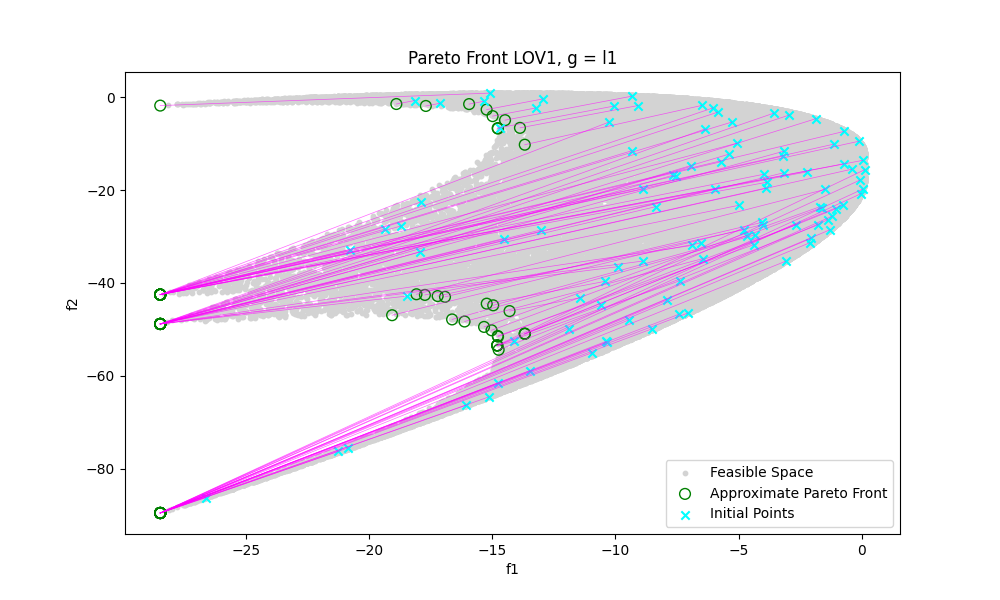 Pareto Front LOV1, g = l1
f2
0
−20
−40
−60
−80
−25
−20
−15
−10
−5
0
f1
Feasible Space
Approximate Pareto Front
Initial Points